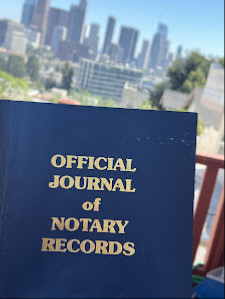 OFFICIAL
JOURNAL
of
NOTARY
RECORDS